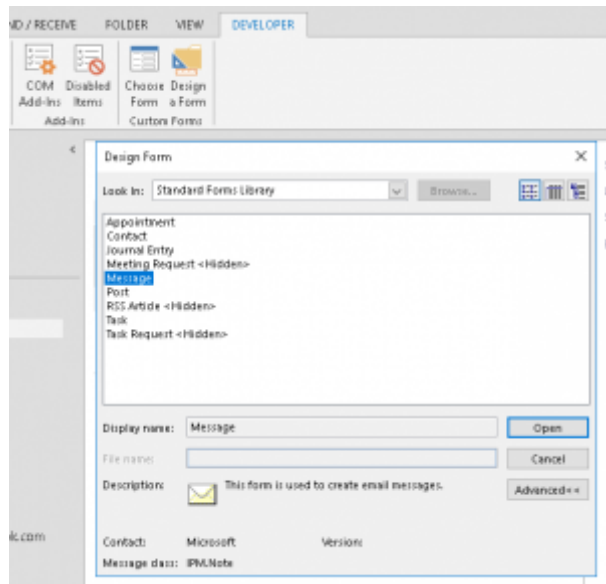 ND / RECEIVE FOLDER VIEW DEVELOPER
COM Disabled Choose Design
Add-Ins Items Form a Form
Add-Ins Custom Forms
Design Form
Look In: Standard Forms Library Browse...
Appointment
Contact
Journal Entry
Meeting Request <Hidden>
Message
Post
RSS Article <Hidden>
Task
Task Request <Hidden>
Display name: Message Open
File name: Cancel
Description: This form is used to create email messages. Advanced<<
Contact: Microsoft Version:
Message class: IPM.Note